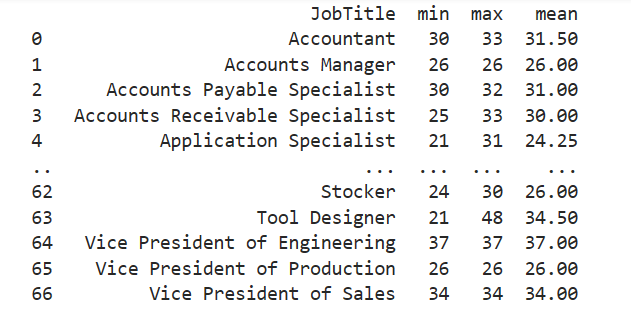 JobTitle min max mean
0 Accountant 30 33 31.50
1 Accounts Manager 26 26 26.00
2 Accounts Payable Specialist 30 32 31.00
3 Accounts Receivable Specialist 25 33 30.00
4 Application Specialist 21 31 24.25
.. ... ... ... ...
62 Stocker 24 30 26.00
63 Tool Designer 21 48 34.50
64 Vice President of Engineering 37 37 37.00
65 Vice President of Production 26 26 26.00
66 Vice President of Sales 34 34 34.00